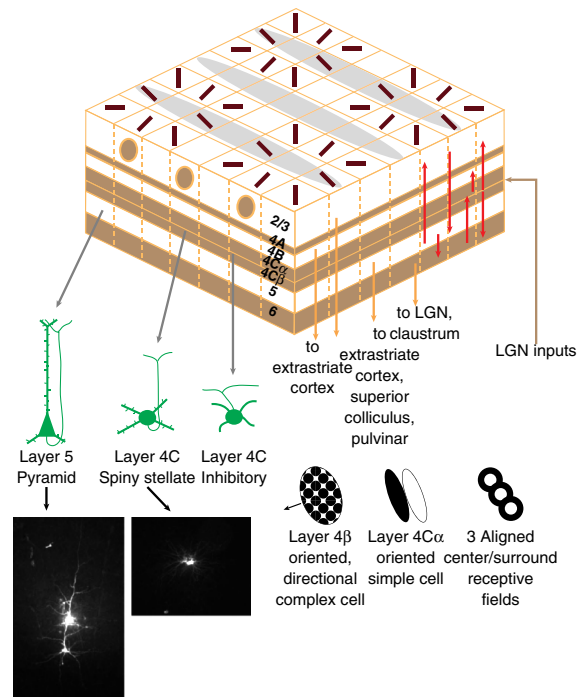 2/3
4A
4B
4Cα
4Cβ
5
6
to
extrastriate
cortex
to LGN,
to claustrum
extrastriate
cortex,
superior
colliculus,
pulvinar
LGN inputs
Layer 5
Pyramid
Layer 4C
Spiny stellate
Layer 4C
Inhibitory
Layer 4β
oriented,
directional
complex cell
Layer 4Cα
oriented
simple cell
3 Aligned
center/surround
receptive
fields